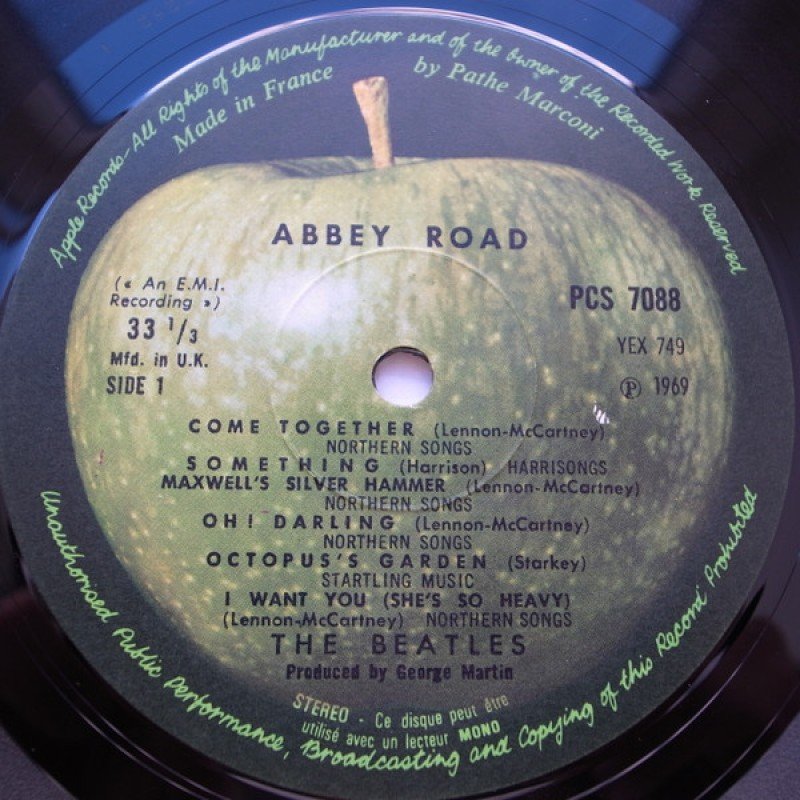 Apple Records-All Rights of the Manufacturer and of the Owner of the Recorded Work Reserved
Made in France by Pathe Marconi
ABBEY ROAD
(« An E.M.I.
Recording »)
33 1/3
Mfd. in U.K.
SIDE 1
PCS 7088
YEX 749
℗ 1969
COME TOGETHER (Lennon-McCartney)
NORTHERN SONGS
SOMETHING (Harrison) HARRISONGS
MAXWELL'S SILVER HAMMER (Lennon-McCartney)
NORTHERN SONGS
OH! DARLING (Lennon-McCartney)
NORTHERN SONGS
OCTOPUS'S GARDEN (Starkey)
STARTLING MUSIC
I WANT YOU (SHE'S SO HEAVY)
(Lennon-McCartney) NORTHERN SONGS
THE BEATLES
Produced by George Martin
STEREO - Ce disque peut être
utilisé avec un lecteur MONO
Unauthorised Public Performance, Broadcasting and Copying of this Record Prohibited